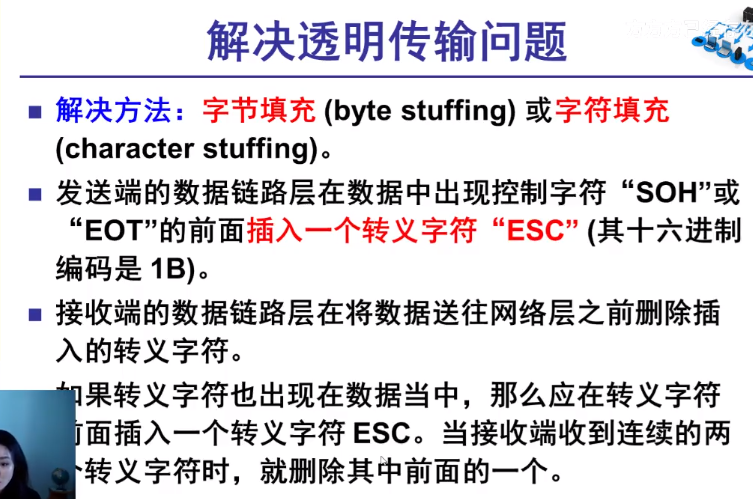 解决透明传输问题
解决方法：字节填充 (byte stuffing) 或字符填充
(character stuffing)。
发送端的数据链路层在数据中出现控制字符“SOH”或
“EOT”的前面插入一个转义字符“ESC” (其十六进制
编码是 1B)。
接收端的数据链路层在将数据送往网络层之前删除插
入的转义字符。
如果转义字符也出现在数据当中，那么应在转义字符
前面插入一个转义字符 ESC。当接收端收到连续的两
个转义字符时，就删除其中前面的一个。